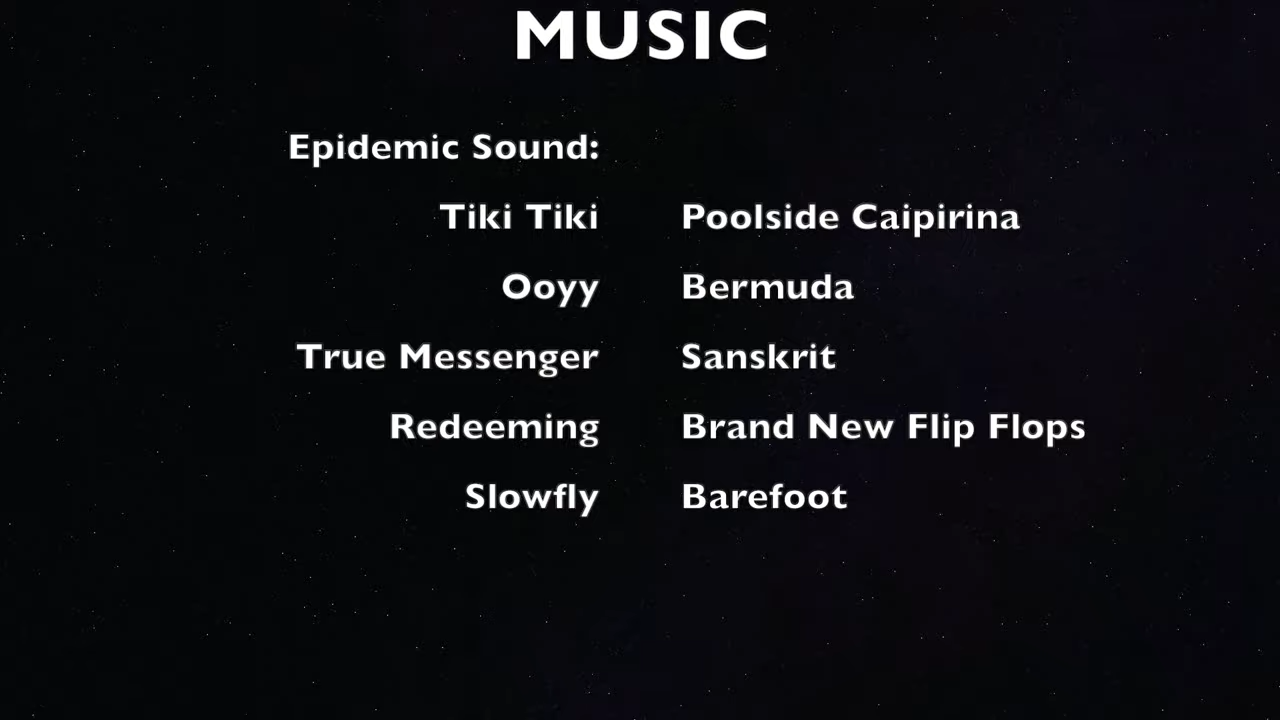 MUSIC
Epidemic Sound:
Tiki Tiki Poolside Caipirina
Ooyy Bermuda
True Messenger Sanskrit
Redeeming Brand New Flip Flops
Slowfly Barefoot